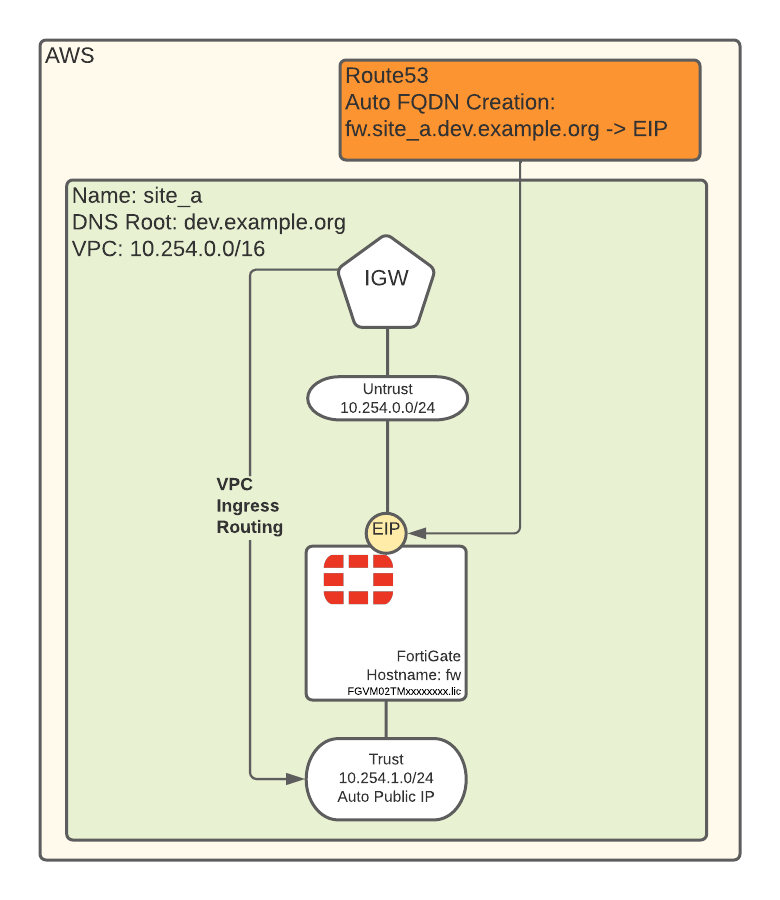 AWS
Route53
Auto FQDN Creation:
fw.site_a.dev.example.org -> EIP
Name: site_a
DNS Root: dev.example.org
VPC: 10.254.0.0/16
IGW
Untrust
10.254.0.0/24
VPC
Ingress
Routing
EIP
FortiGate
Hostname: fw
FGVM02TMxxxxxxxx.lic
Trust
10.254.1.0/24
Auto Public IP